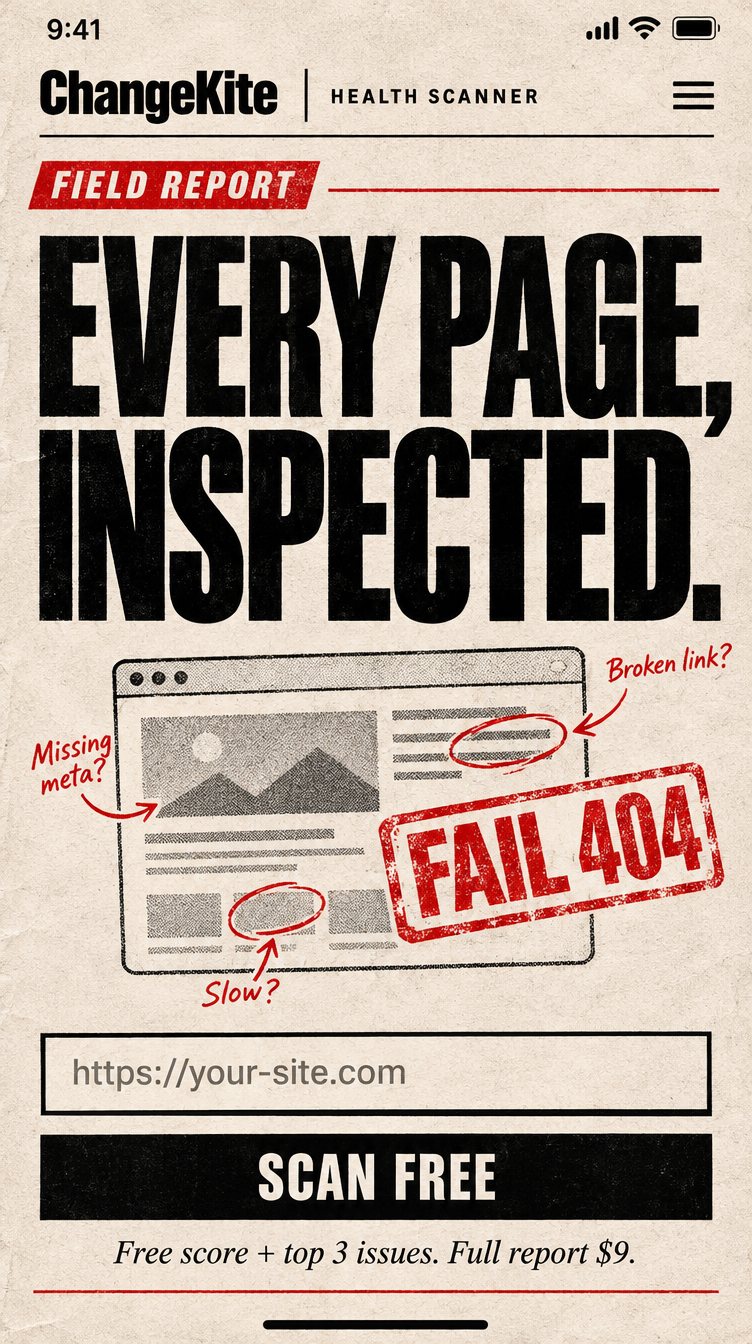 9:41
ChangeKite | HEALTH SCANNER
FIELD REPORT
EVERY PAGE,
INSPECTED.
Broken link?
Missing
meta?
FAIL 404
Slow?
https://your-site.com
SCAN FREE
Free score + top 3 issues. Full report $9.